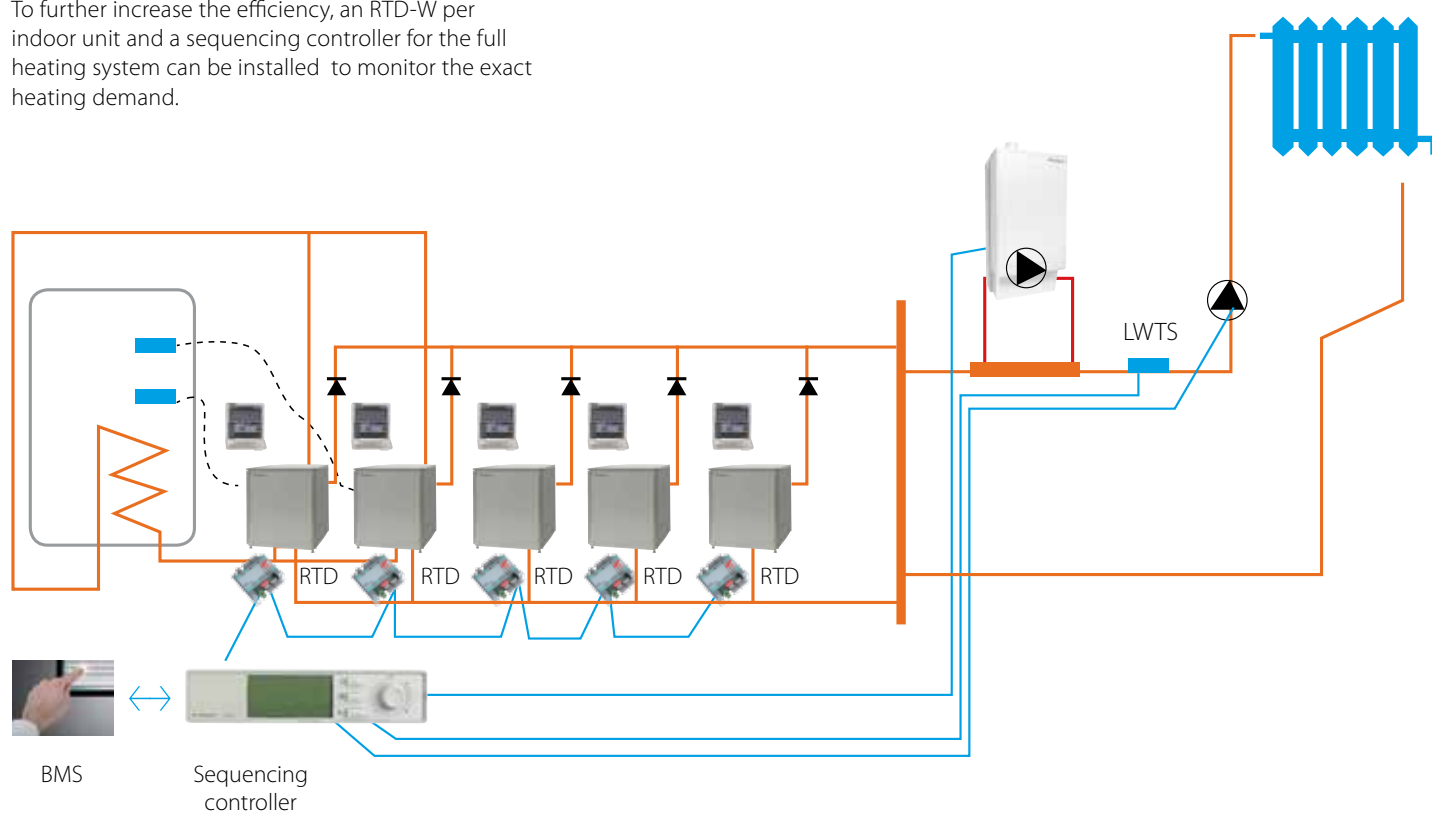 To further increase the efficiency, an RTD-W per
indoor unit and a sequencing controller for the full
heating system can be installed  to monitor the exact
heating demand.
LWTS
RTD
RTD
RTD
RTD
RTD
BMS
Sequencing
controller